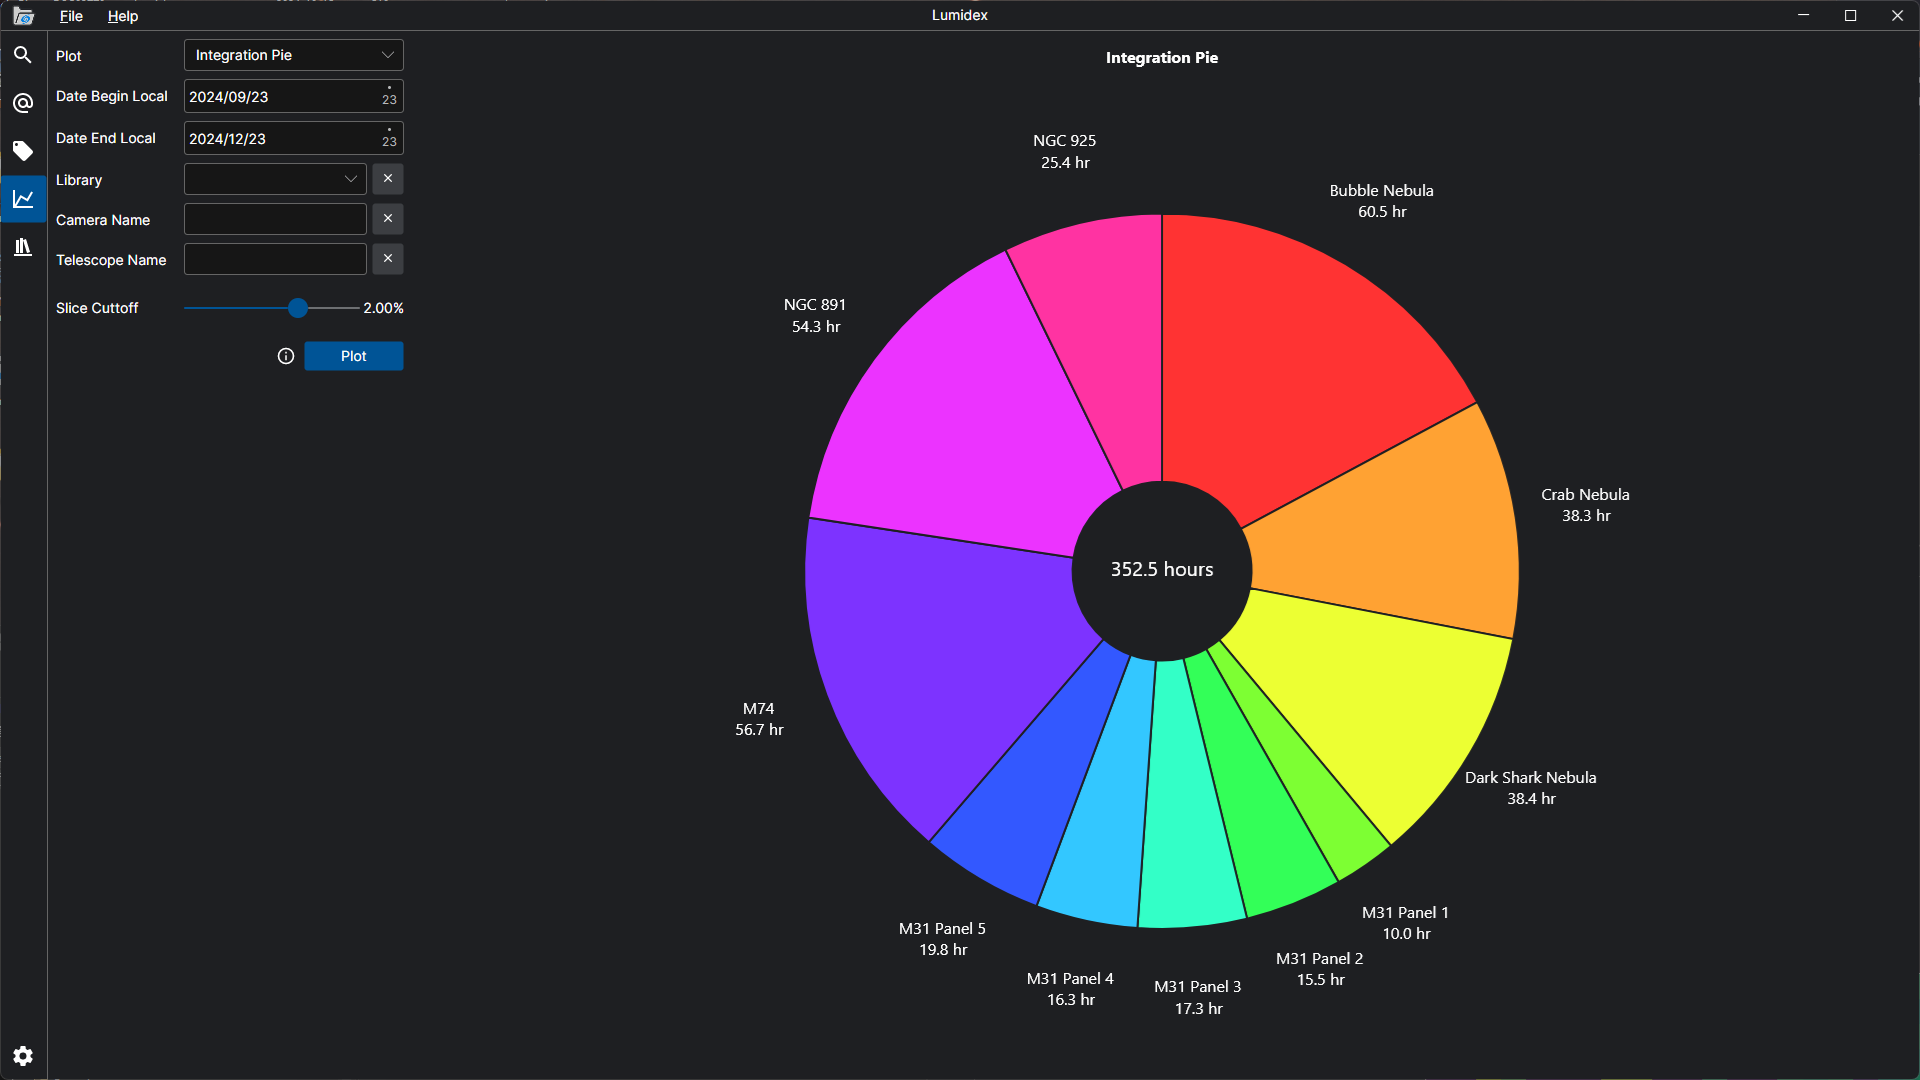 File Help
Lumidex
Plot
Integration Pie
Date Begin Local
2024/09/23
23
Date End Local
2024/12/23
23
Library
Camera Name
Telescope Name
Slice Cuttoff
2.00%
Plot
Integration Pie
NGC 925
25.4 hr
Bubble Nebula
60.5 hr
NGC 891
54.3 hr
Crab Nebula
38.3 hr
352.5 hours
M74
56.7 hr
Dark Shark Nebula
38.4 hr
M31 Panel 1
10.0 hr
M31 Panel 5
19.8 hr
M31 Panel 2
15.5 hr
M31 Panel 4
16.3 hr
M31 Panel 3
17.3 hr